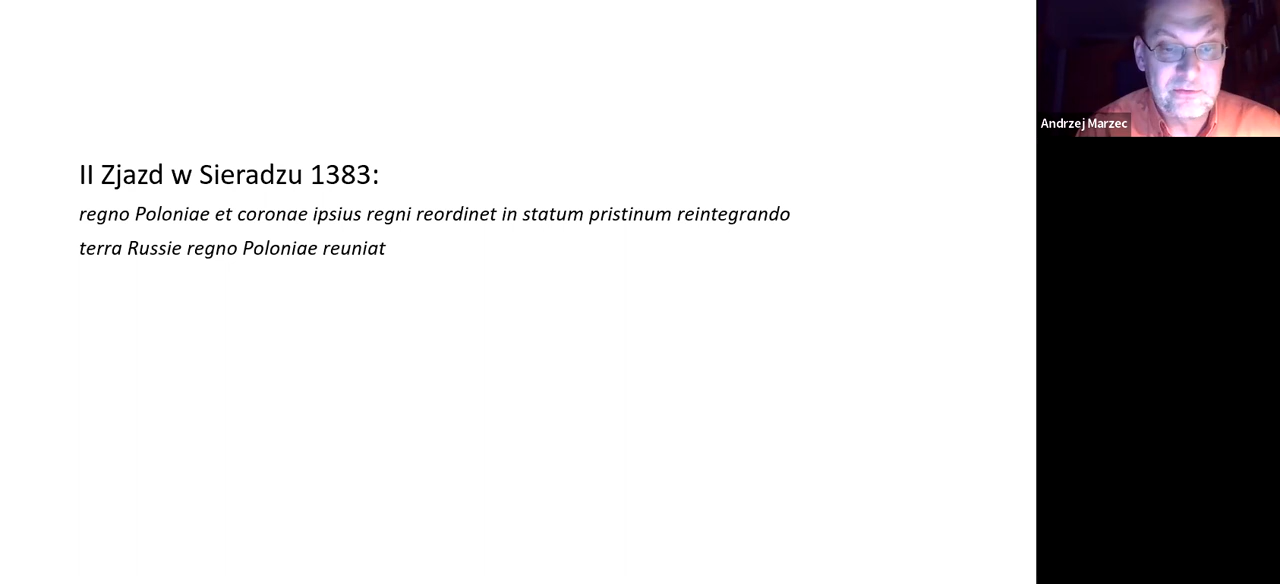 II Zjazd w Sieradzu 1383:
regno Poloniae et coronae ipsius regni reordinet in statum pristinum reintegrando
terra Russie regno Poloniae reuniat
Andrzej Marzec